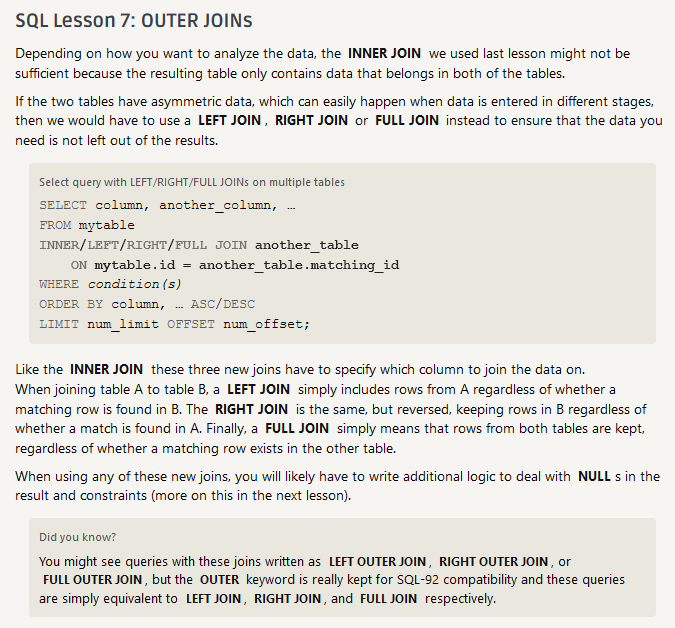 SQL Lesson 7: OUTER JOINs
Depending on how you want to analyze the data, the INNER JOIN we used last lesson might not be
sufficient because the resulting table only contains data that belongs in both of the tables.
If the two tables have asymmetric data, which can easily happen when data is entered in different stages,
then we would have to use a LEFT JOIN, RIGHT JOIN or FULL JOIN instead to ensure that the data you
need is not left out of the results.
Select query with LEFT/RIGHT/FULL JOINs on multiple tables
SELECT column, another_column, …
FROM mytable
INNER/LEFT/RIGHT/FULL JOIN another_table
    ON mytable.id = another_table.matching_id
WHERE condition(s)
ORDER BY column, … ASC/DESC
LIMIT num_limit OFFSET num_offset;
Like the INNER JOIN these three new joins have to specify which column to join the data on.
When joining table A to table B, a LEFT JOIN simply includes rows from A regardless of whether a
matching row is found in B. The RIGHT JOIN is the same, but reversed, keeping rows in B regardless of
whether a match is found in A. Finally, a FULL JOIN simply means that rows from both tables are kept,
regardless of whether a matching row exists in the other table.
When using any of these new joins, you will likely have to write additional logic to deal with NULL s in the
result and constraints (more on this in the next lesson).
Did you know?
You might see queries with these joins written as LEFT OUTER JOIN, RIGHT OUTER JOIN, or
FULL OUTER JOIN, but the OUTER keyword is really kept for SQL-92 compatibility and these queries
are simply equivalent to LEFT JOIN, RIGHT JOIN, and FULL JOIN respectively.